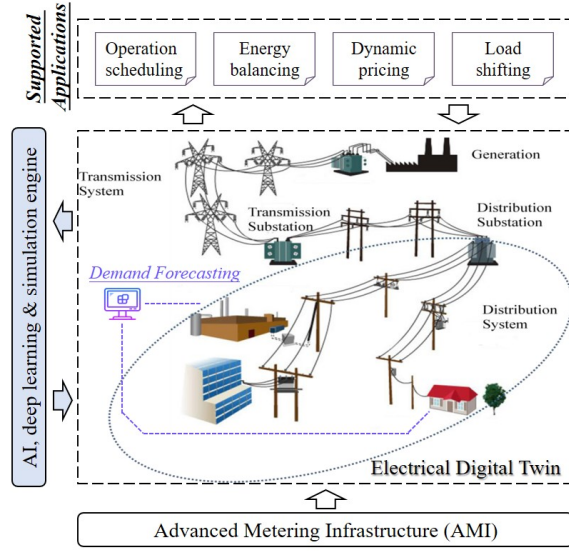 Supported
Applications
Operation
scheduling
Energy
balancing
Dynamic
pricing
Load
shifting
AI, deep learning & simulation engine
Transmission
System
Generation
Transmission
Substation
Distribution
Substation
Demand Forecasting
Distribution
System
Electrical Digital Twin
Advanced Metering Infrastructure (AMI)